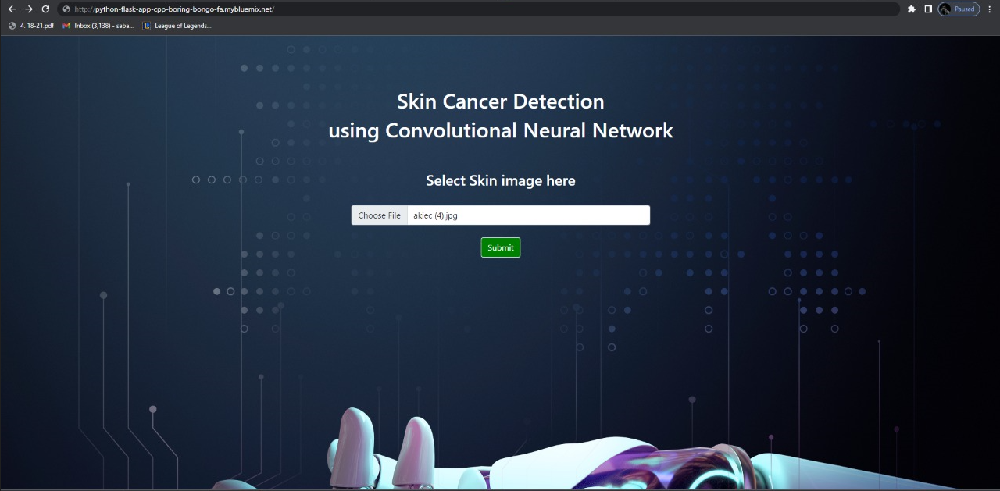 http://python-flask-app-cpp-boring-bongo-fa.mybluemix.net/
Paused
4. 18-21.pdf
Inbox (3,138) - saba...
League of Legends...
Skin Cancer Detection
using Convolutional Neural Network
Select Skin image here
Choose File akiec (4).jpg
Submit